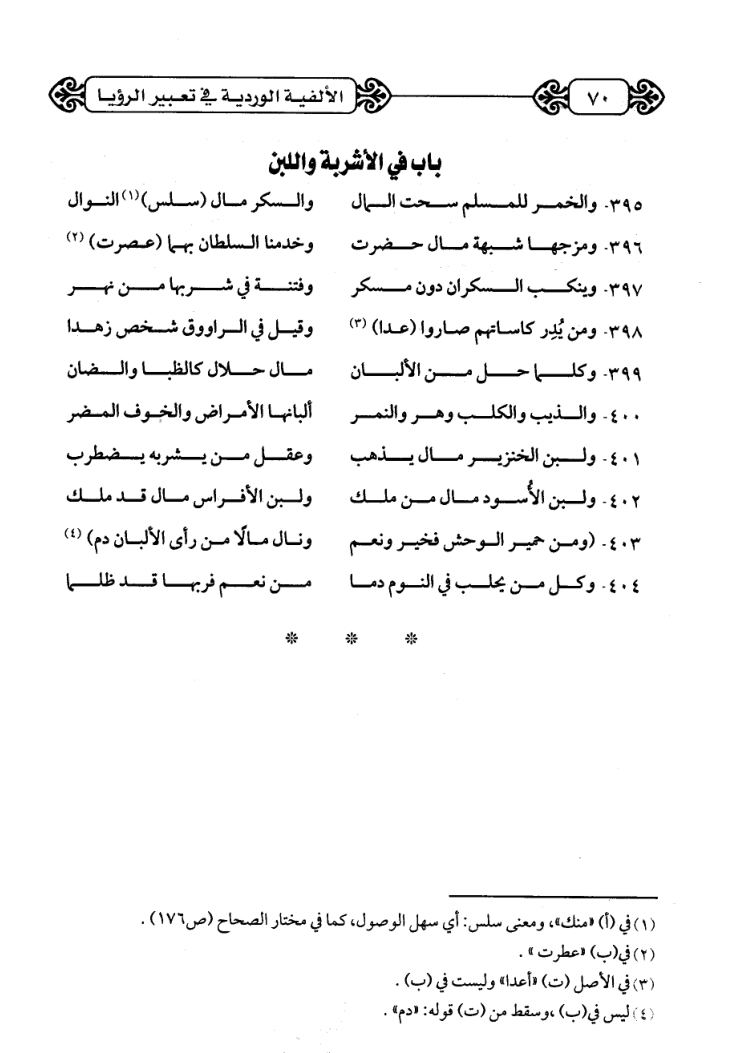 ٧٠
الألفية الوردية في تعبير الرؤيا
باب في الأشربة واللبن
٣٩٥- والخمر للمسلم سحت المال والسكر مال (سلس)(١) النوال
٣٩٦- ومزجها شبهة مال حضرت وخدمنا السلطان بهما (عصرت) (٢)
٣٩٧- وينكب السكران دون مسكر وفتنة في شربها من نهر
٣٩٨- ومن يُدِر كاساتهم صاروا (عدا) (٣) وقيل في الراووق شخص زهدا
٣٩٩- وكلما حل من الألبان مال حلال كالظبا والضان
٤٠٠- والذيب والكلب وهر والنمر ألبانها الأمراض والخوف المضر
٤٠١- ولبن الخنزير مال يذهب وعقل من يشربه يضطرب
٤٠٢- ولبن الأُسود مال من ملك ولبن الأفراس مال قد ملك
٤٠٣- (ومن حمير الوحش فخير ونعم ونال مالًا من رأى الألبان دم) (٤)
٤٠٤- وكل من يحلب في النوم دما من نعم فربها قد ظلما
* * *
(١) في (أ) «منك»، ومعنى سلس: أي سهل الوصول، كما في مختار الصحاح (ص١٧٦) .
(٢) في(ب) «عطرت» .
(٣) في الأصل (ت) «أعدا» وليست في (ب) .
(٤) ليس في(ب) ،وسقط من (ت) قوله: «دم» .